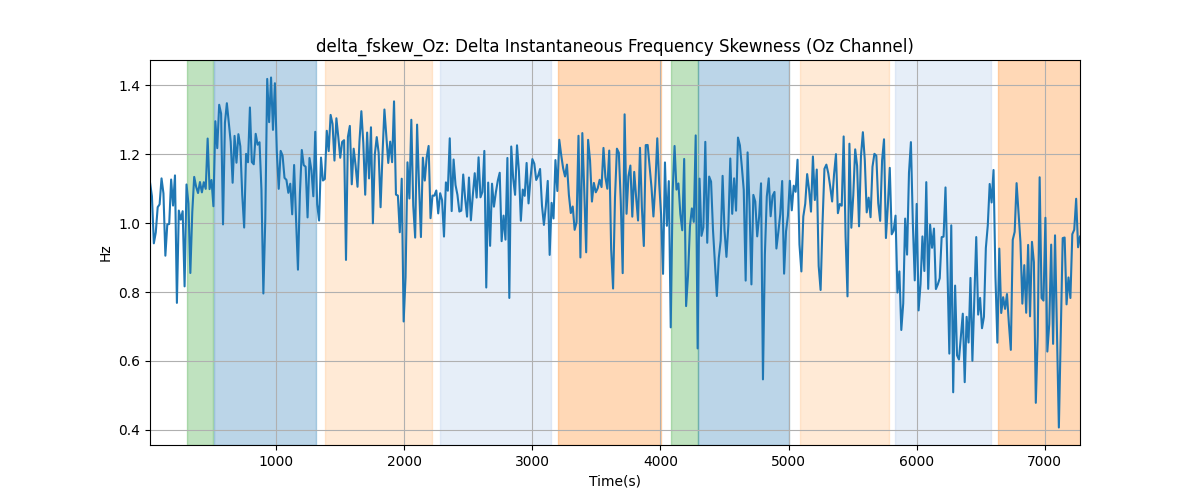 delta_fskew_Oz: Delta Instantaneous Frequency Skewness (Oz Channel)
1.4
1.2
1.0
0.8
0.6
0.4
Hz
1000 2000 3000 4000 5000 6000 7000
Time(s)